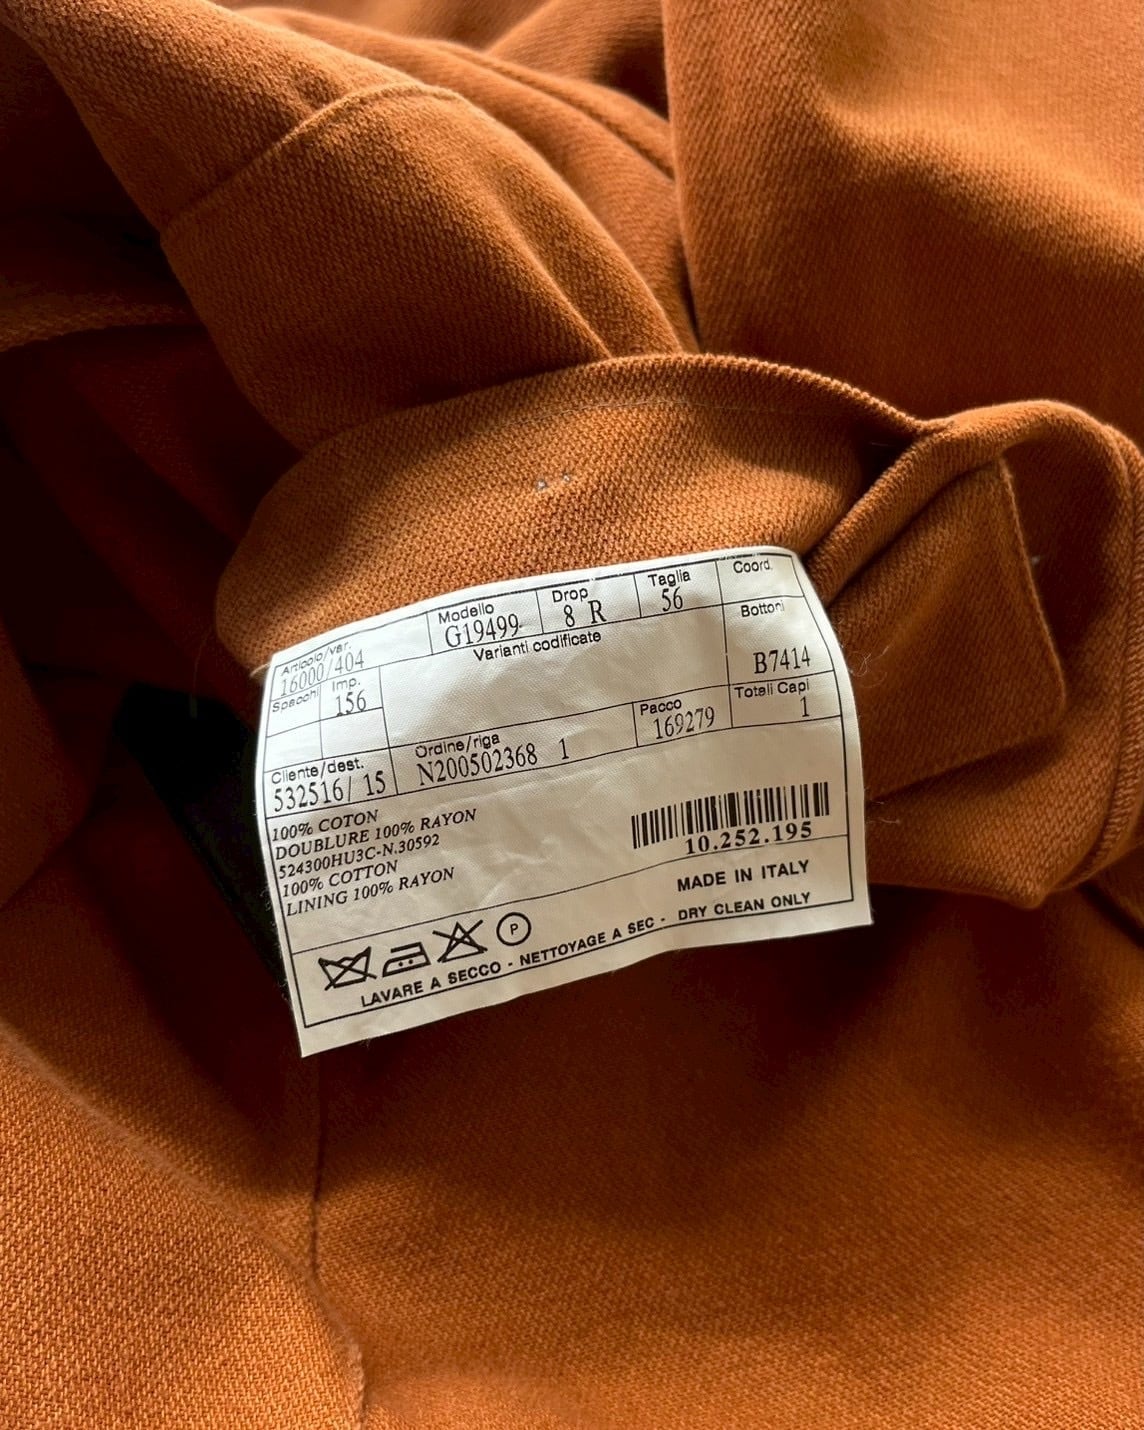 Articolo/var. Modello Drop Taglia Coord.
16000/404 G19499 8 R 56
Spacchi Imp. Varianti codificate Bottoni
156 B7414
Cliente/dest. Ordine/riga Pacco Totali Capi
532516/ 15 N200502368 1 169279 1
100% COTON
DOUBLURE 100% RAYON
524300HU3C-N.30592
100% COTTON
LINING 100% RAYON
10.252.195
MADE IN ITALY
P
LAVARE A SECCO - NETTOYAGE A SEC - DRY CLEAN ONLY